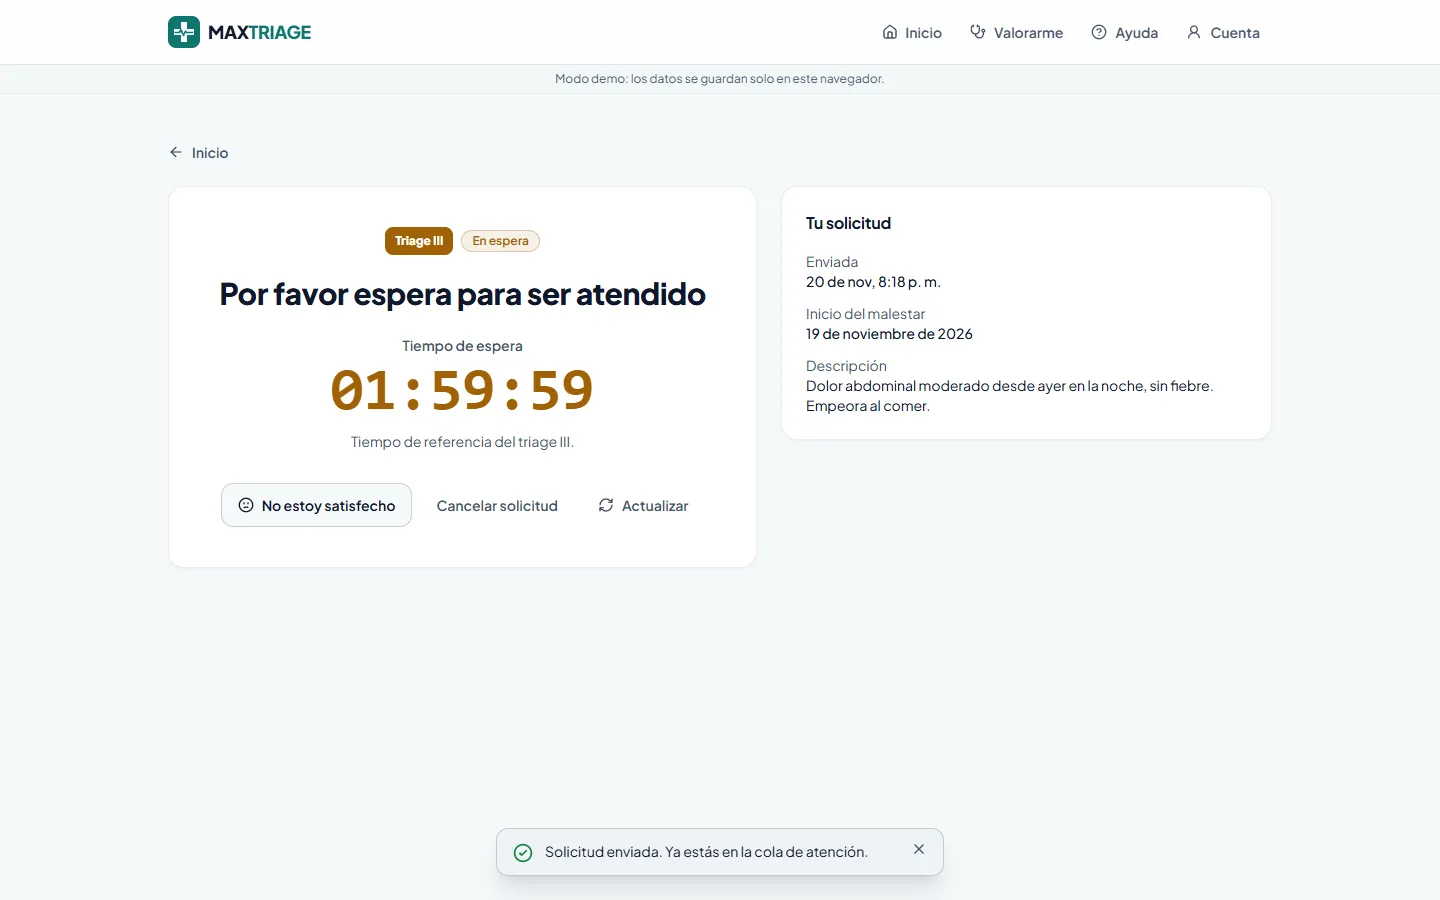 MAXTRIAGE
Inicio
Valorarme
Ayuda
Cuenta
Modo demo: los datos se guardan solo en este navegador.
Inicio
Triage III
En espera
Por favor espera para ser atendido
Tiempo de espera
01:59:59
Tiempo de referencia del triage III.
No estoy satisfecho
Cancelar solicitud
Actualizar
Tu solicitud
Enviada
20 de nov, 8:18 p. m.
Inicio del malestar
19 de noviembre de 2026
Descripción
Dolor abdominal moderado desde ayer en la noche, sin fiebre.
Empeora al comer.
Solicitud enviada. Ya estás en la cola de atención.